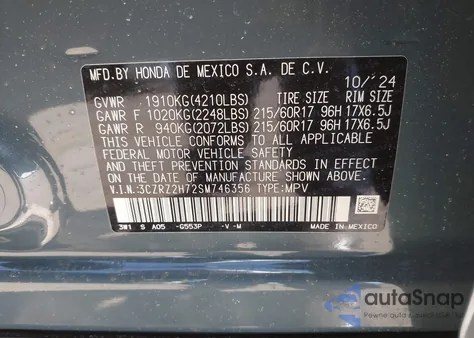 MFD.BY HONDA DE MEXICO S.A. DE C.V.
10/'24
GVWR 1910KG(4210LBS) TIRE SIZE RIM SIZE
GAWR F 1020KG(2248LBS) 215/60R17 96H 17X6.5J
GAWR R 940KG(2072LBS) 215/60R17 96H 17X6.5J
THIS VEHICLE CONFORMS TO ALL APPLICABLE
FEDERAL MOTOR VEHICLE SAFETY
AND THEFT PREVENTION STANDARDS IN EFFECT
ON THE DATE OF MANUFACTURE SHOWN ABOVE.
V.I.N.:3CZRZ2H72SM746356 TYPE:MPV
3W1 S A05 -G553P -V-M MADE IN MEXICO
autoSnap
Pewne auta z